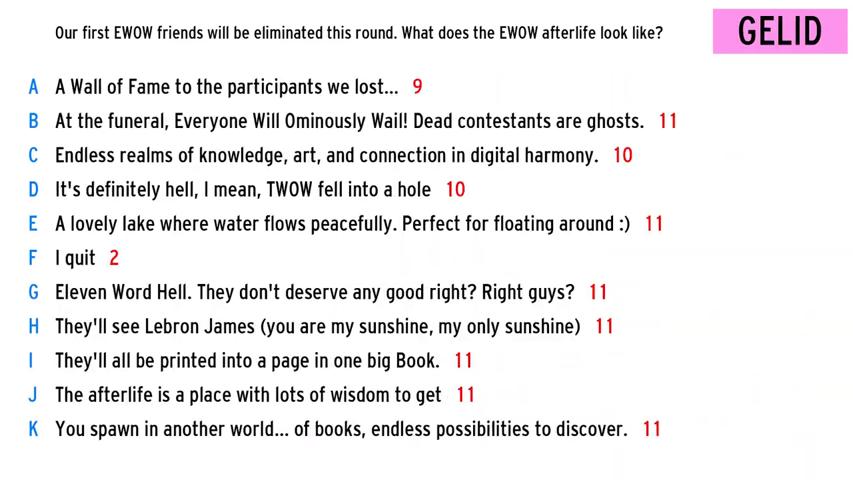 Our first EWOW friends will be eliminated this round. What does the EWOW afterlife look like?
GELID
A A Wall of Fame to the participants we lost... 9
B At the funeral, Everyone Will Ominously Wail! Dead contestants are ghosts. 11
C Endless realms of knowledge, art, and connection in digital harmony. 10
D It's definitely hell, I mean, TWOW fell into a hole 10
E A lovely lake where water flows peacefully. Perfect for floating around :) 11
F I quit 2
G Eleven Word Hell. They don't deserve any good right? Right guys? 11
H They'll see Lebron James (you are my sunshine, my only sunshine) 11
I They'll all be printed into a page in one big Book. 11
J The afterlife is a place with lots of wisdom to get 11
K You spawn in another world... of books, endless possibilities to discover. 11